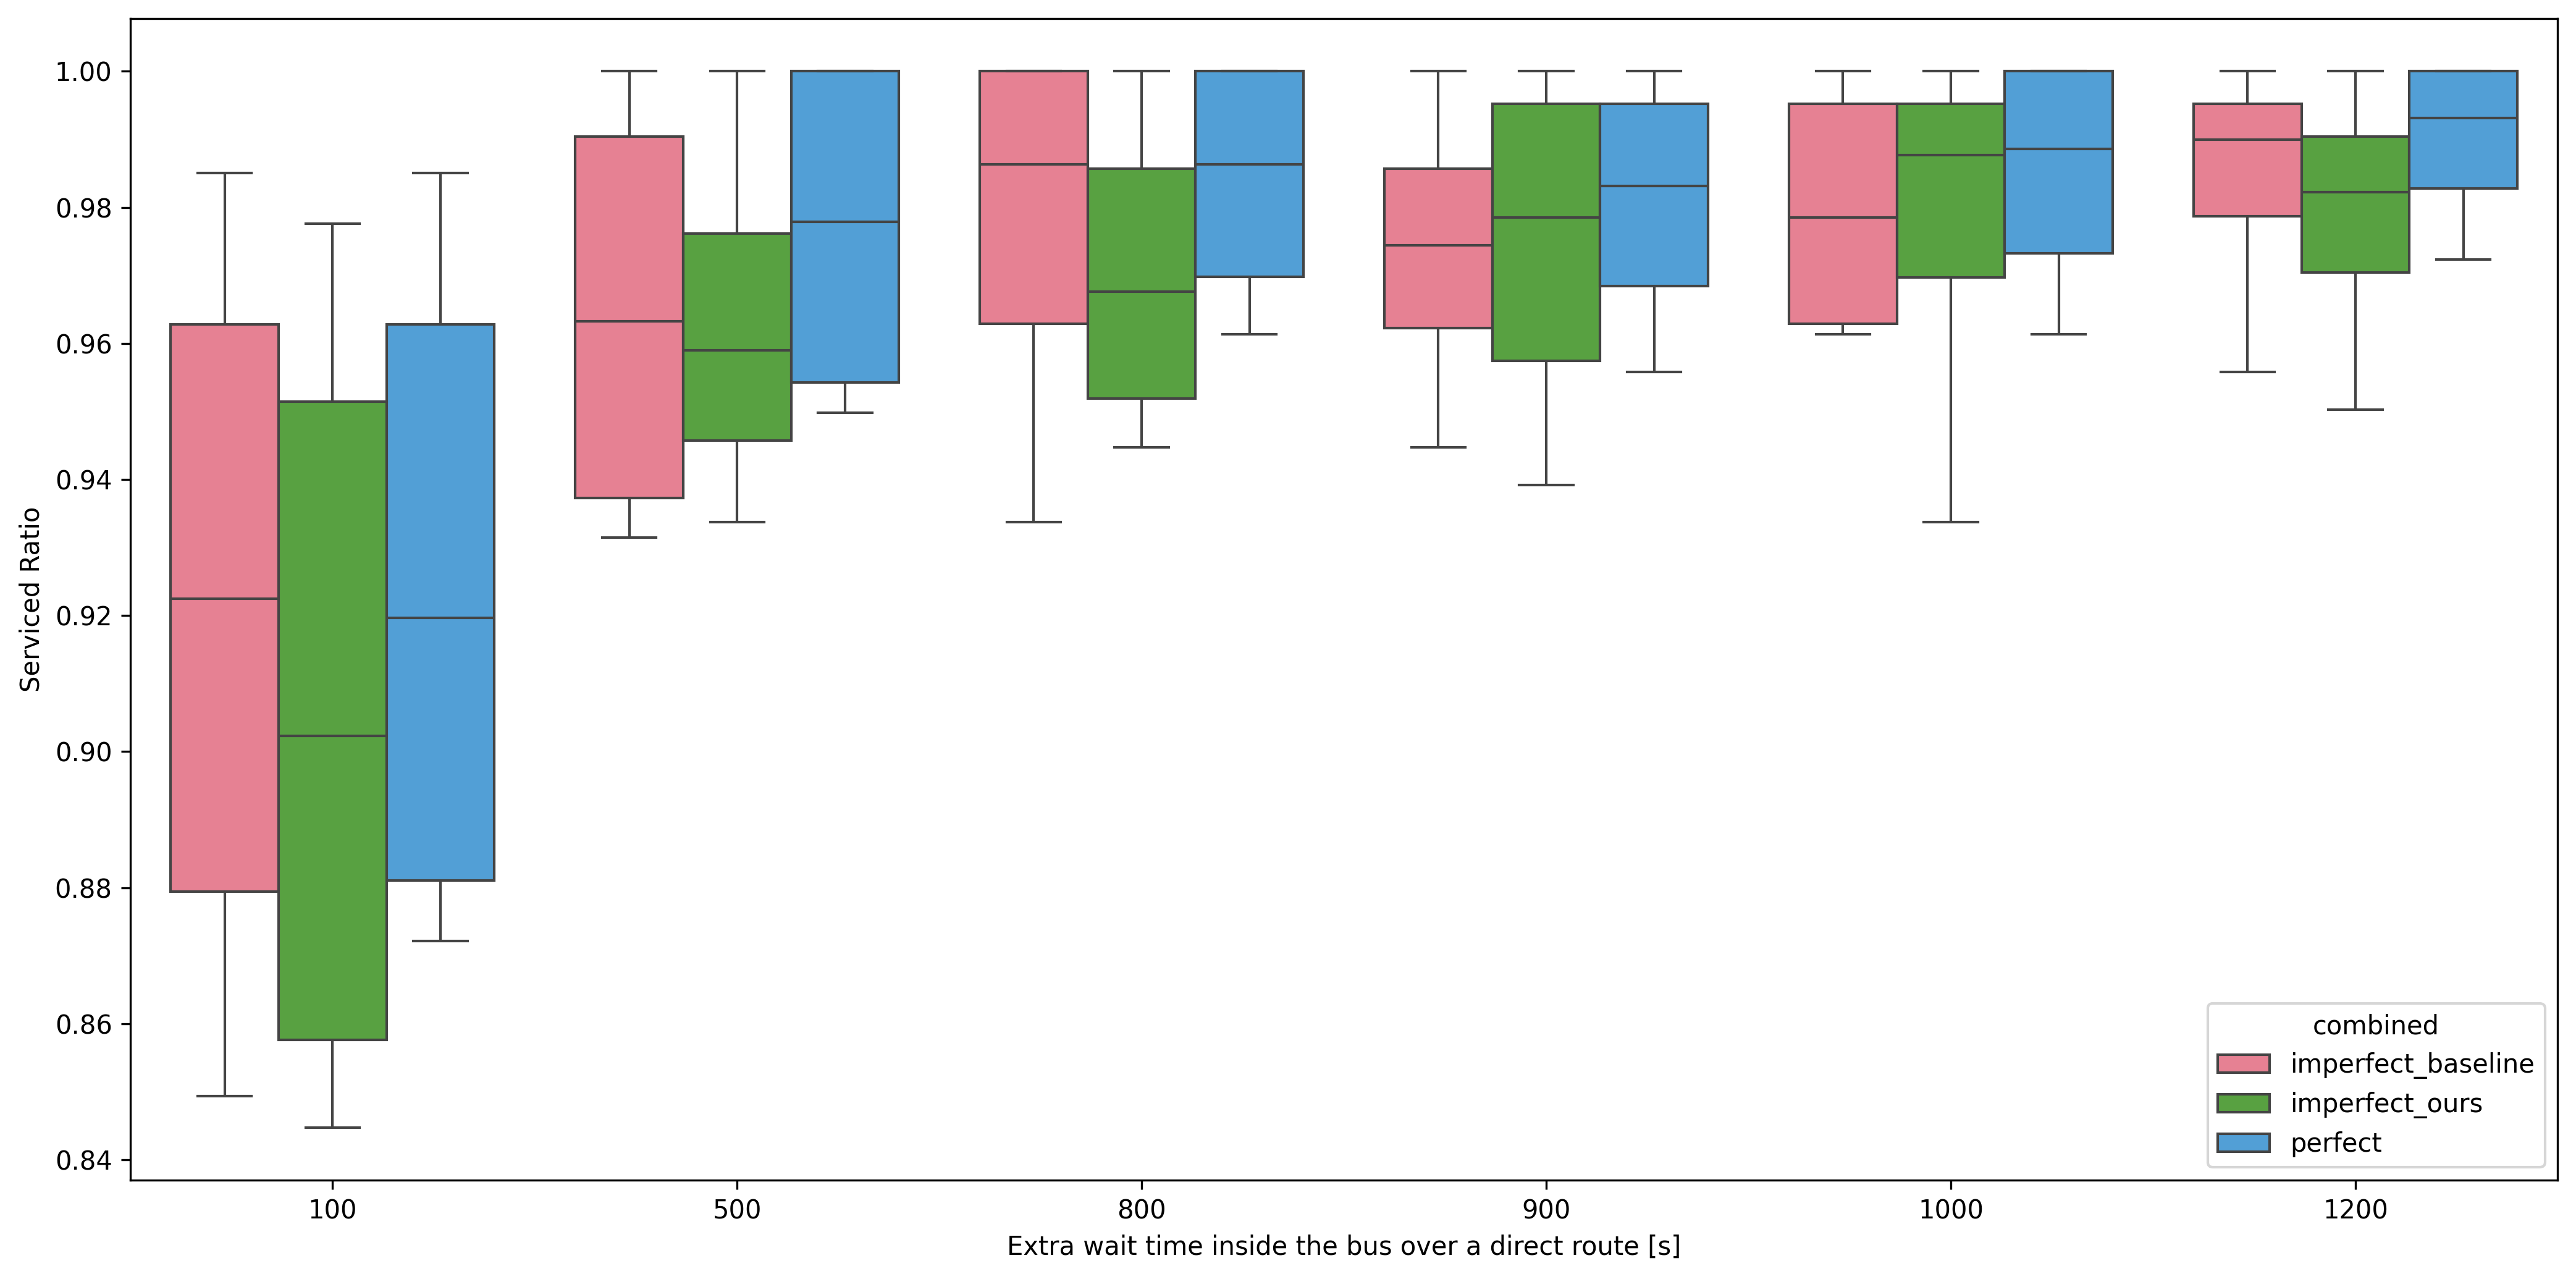 1.00
0.98
0.96
0.94
0.92
0.90
0.88
0.86
0.84
Serviced Ratio
100 500 800 900 1000 1200
Extra wait time inside the bus over a direct route [s]
combined
imperfect_baseline
imperfect_ours
perfect